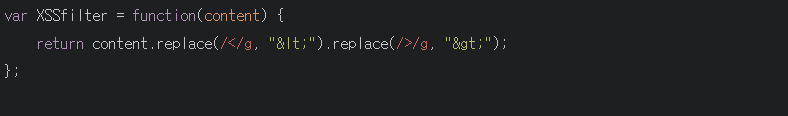 var XSSfilter = function(content) {
    return content.replace(/</g, "&lt;").replace(/>/g, "&gt;");
};